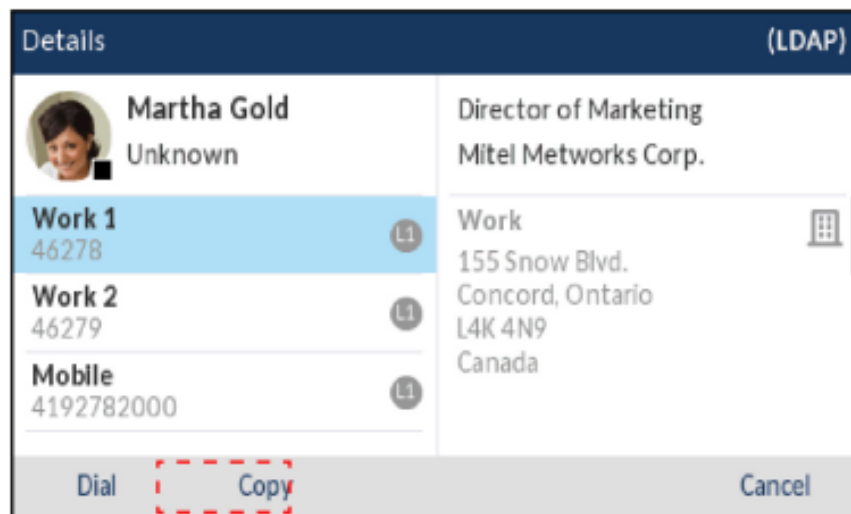 Details
(LDAP)
Martha Gold
Unknown
Work 1
46278
L1
Work 2
46279
L1
Mobile
4192782000
L1
Director of Marketing
Mitel Metworks Corp.
Work
155 Snow Blvd.
Concord, Ontario
L4K 4N9
Canada
Dial
Copy
Cancel